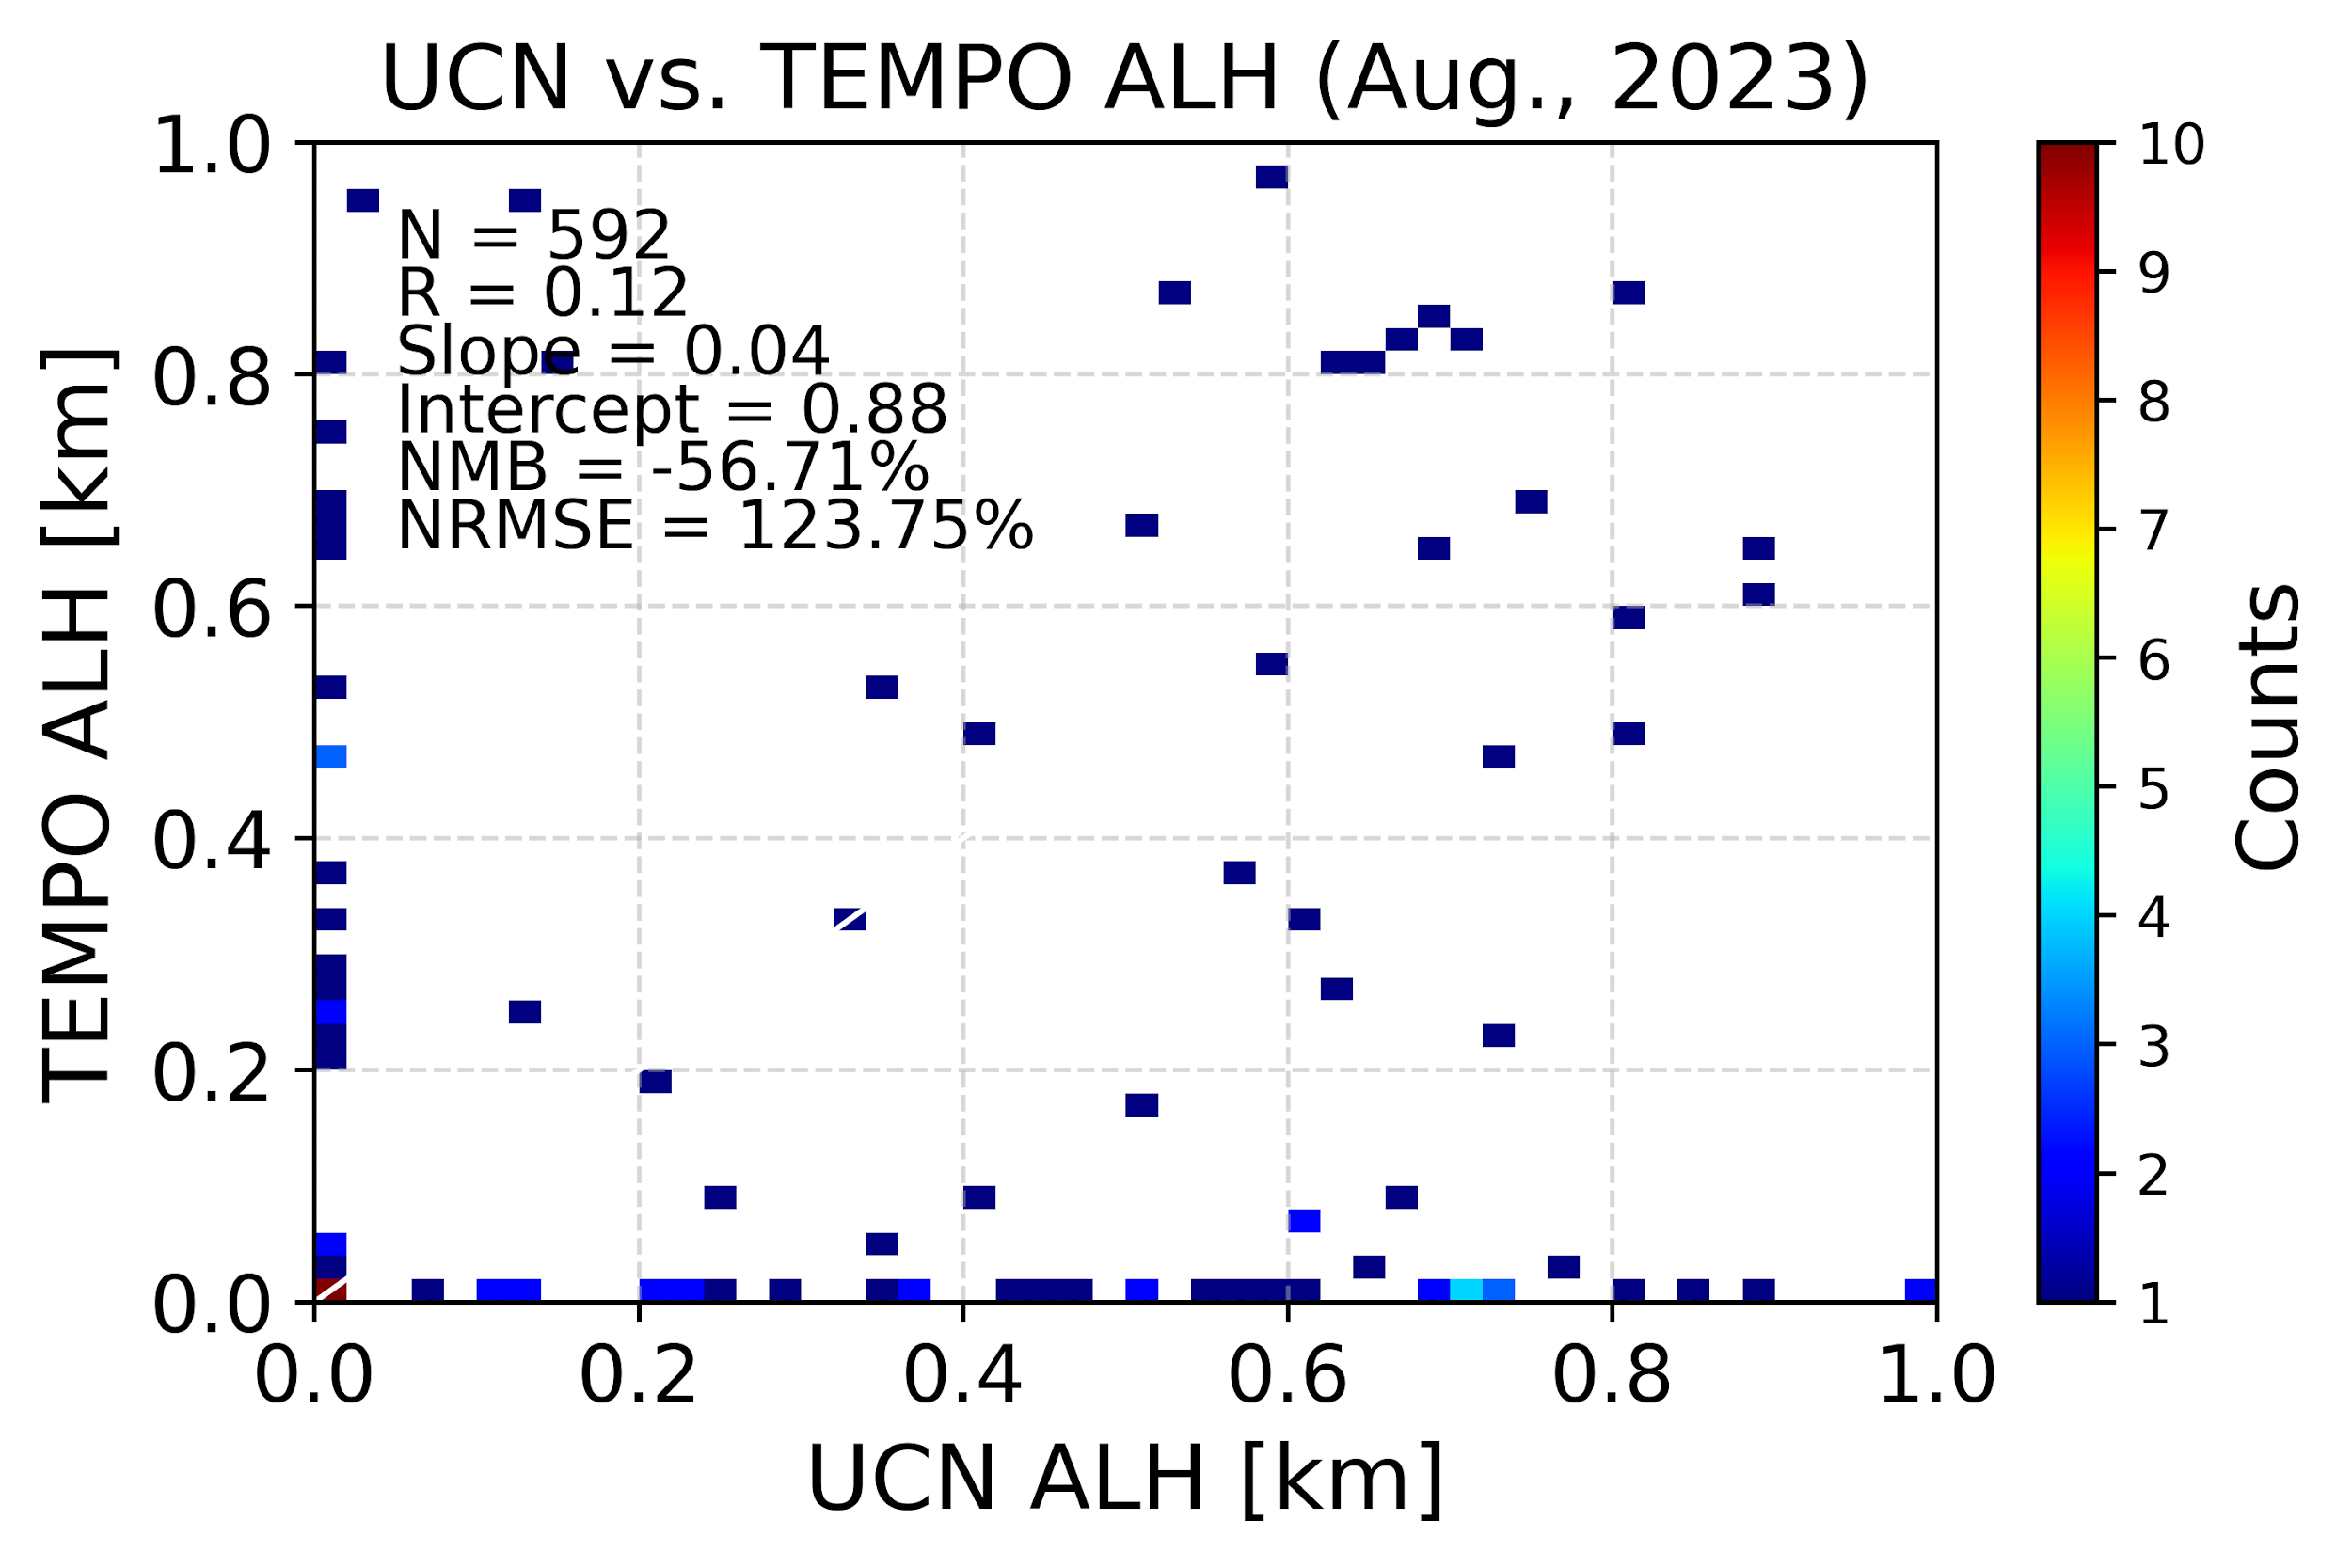 UCN vs. TEMPO ALH (Aug., 2023)
1.0
0.8
0.6
0.4
0.2
0.0
TEMPO ALH [km]
N = 592
R = 0.12
Slope = 0.04
Intercept = 0.88
NMB = -56.71%
NRMSE = 123.75%
0.0 0.2 0.4 0.6 0.8 1.0
UCN ALH [km]
10
9
8
7
6
5
4
3
2
1
Counts